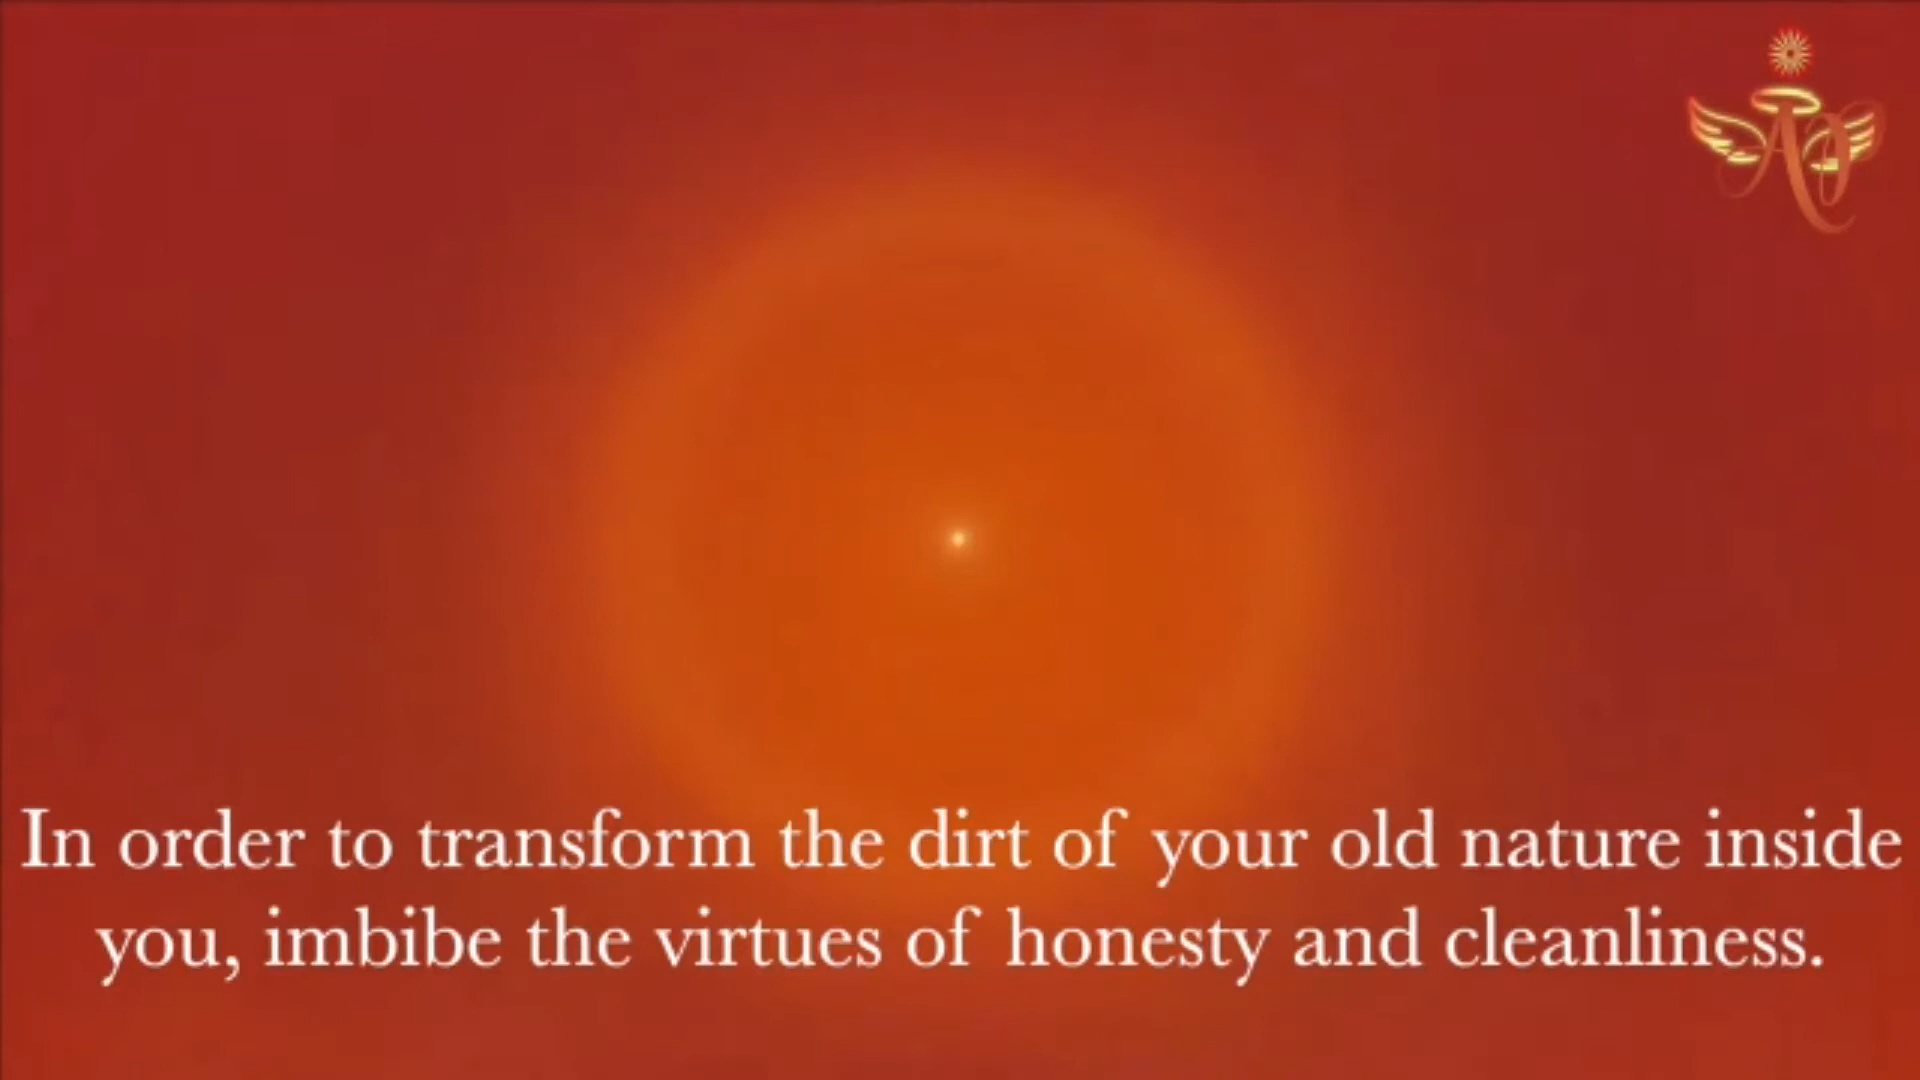 In order to transform the dirt of your old nature inside
you, imbibe the virtues of honesty and cleanliness.